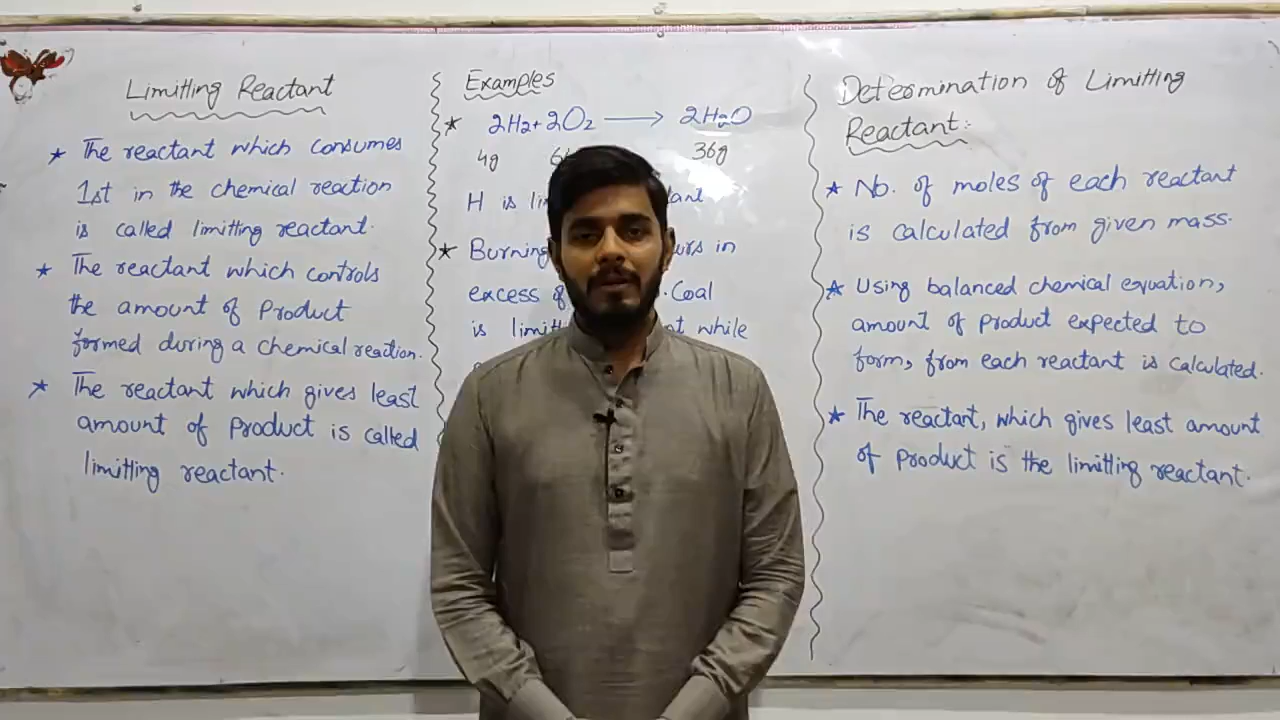 Limitting Reactant
★ The reactant which consumes
1st in the chemical reaction
is called limitting reactant.
★ The reactant which controls
the amount of Product
formed during a chemical reaction.
★ The reactant which gives least
amount of Product is called
limitting reactant.
Examples
★ 2H2+2O2 ⟶ 2H2O
4g 36g
H is
★ Burning in
excess Coal
is while
Determination of Limitting
Reactant:
★ No. of moles of each reactant
is calculated from given mass.
★ Using balanced chemical equation,
amount of product expected to
form, from each reactant is calculated.
★ The reactant, which gives least amount
of Product is the limitting reactant.